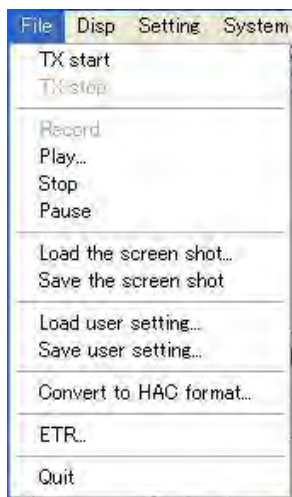 File Disp Setting System
TX start
TX stop
Record
Play...
Stop
Pause
Load the screen shot...
Save the screen shot
Load user setting...
Save user setting...
Convert to HAC format...
ETR...
Quit